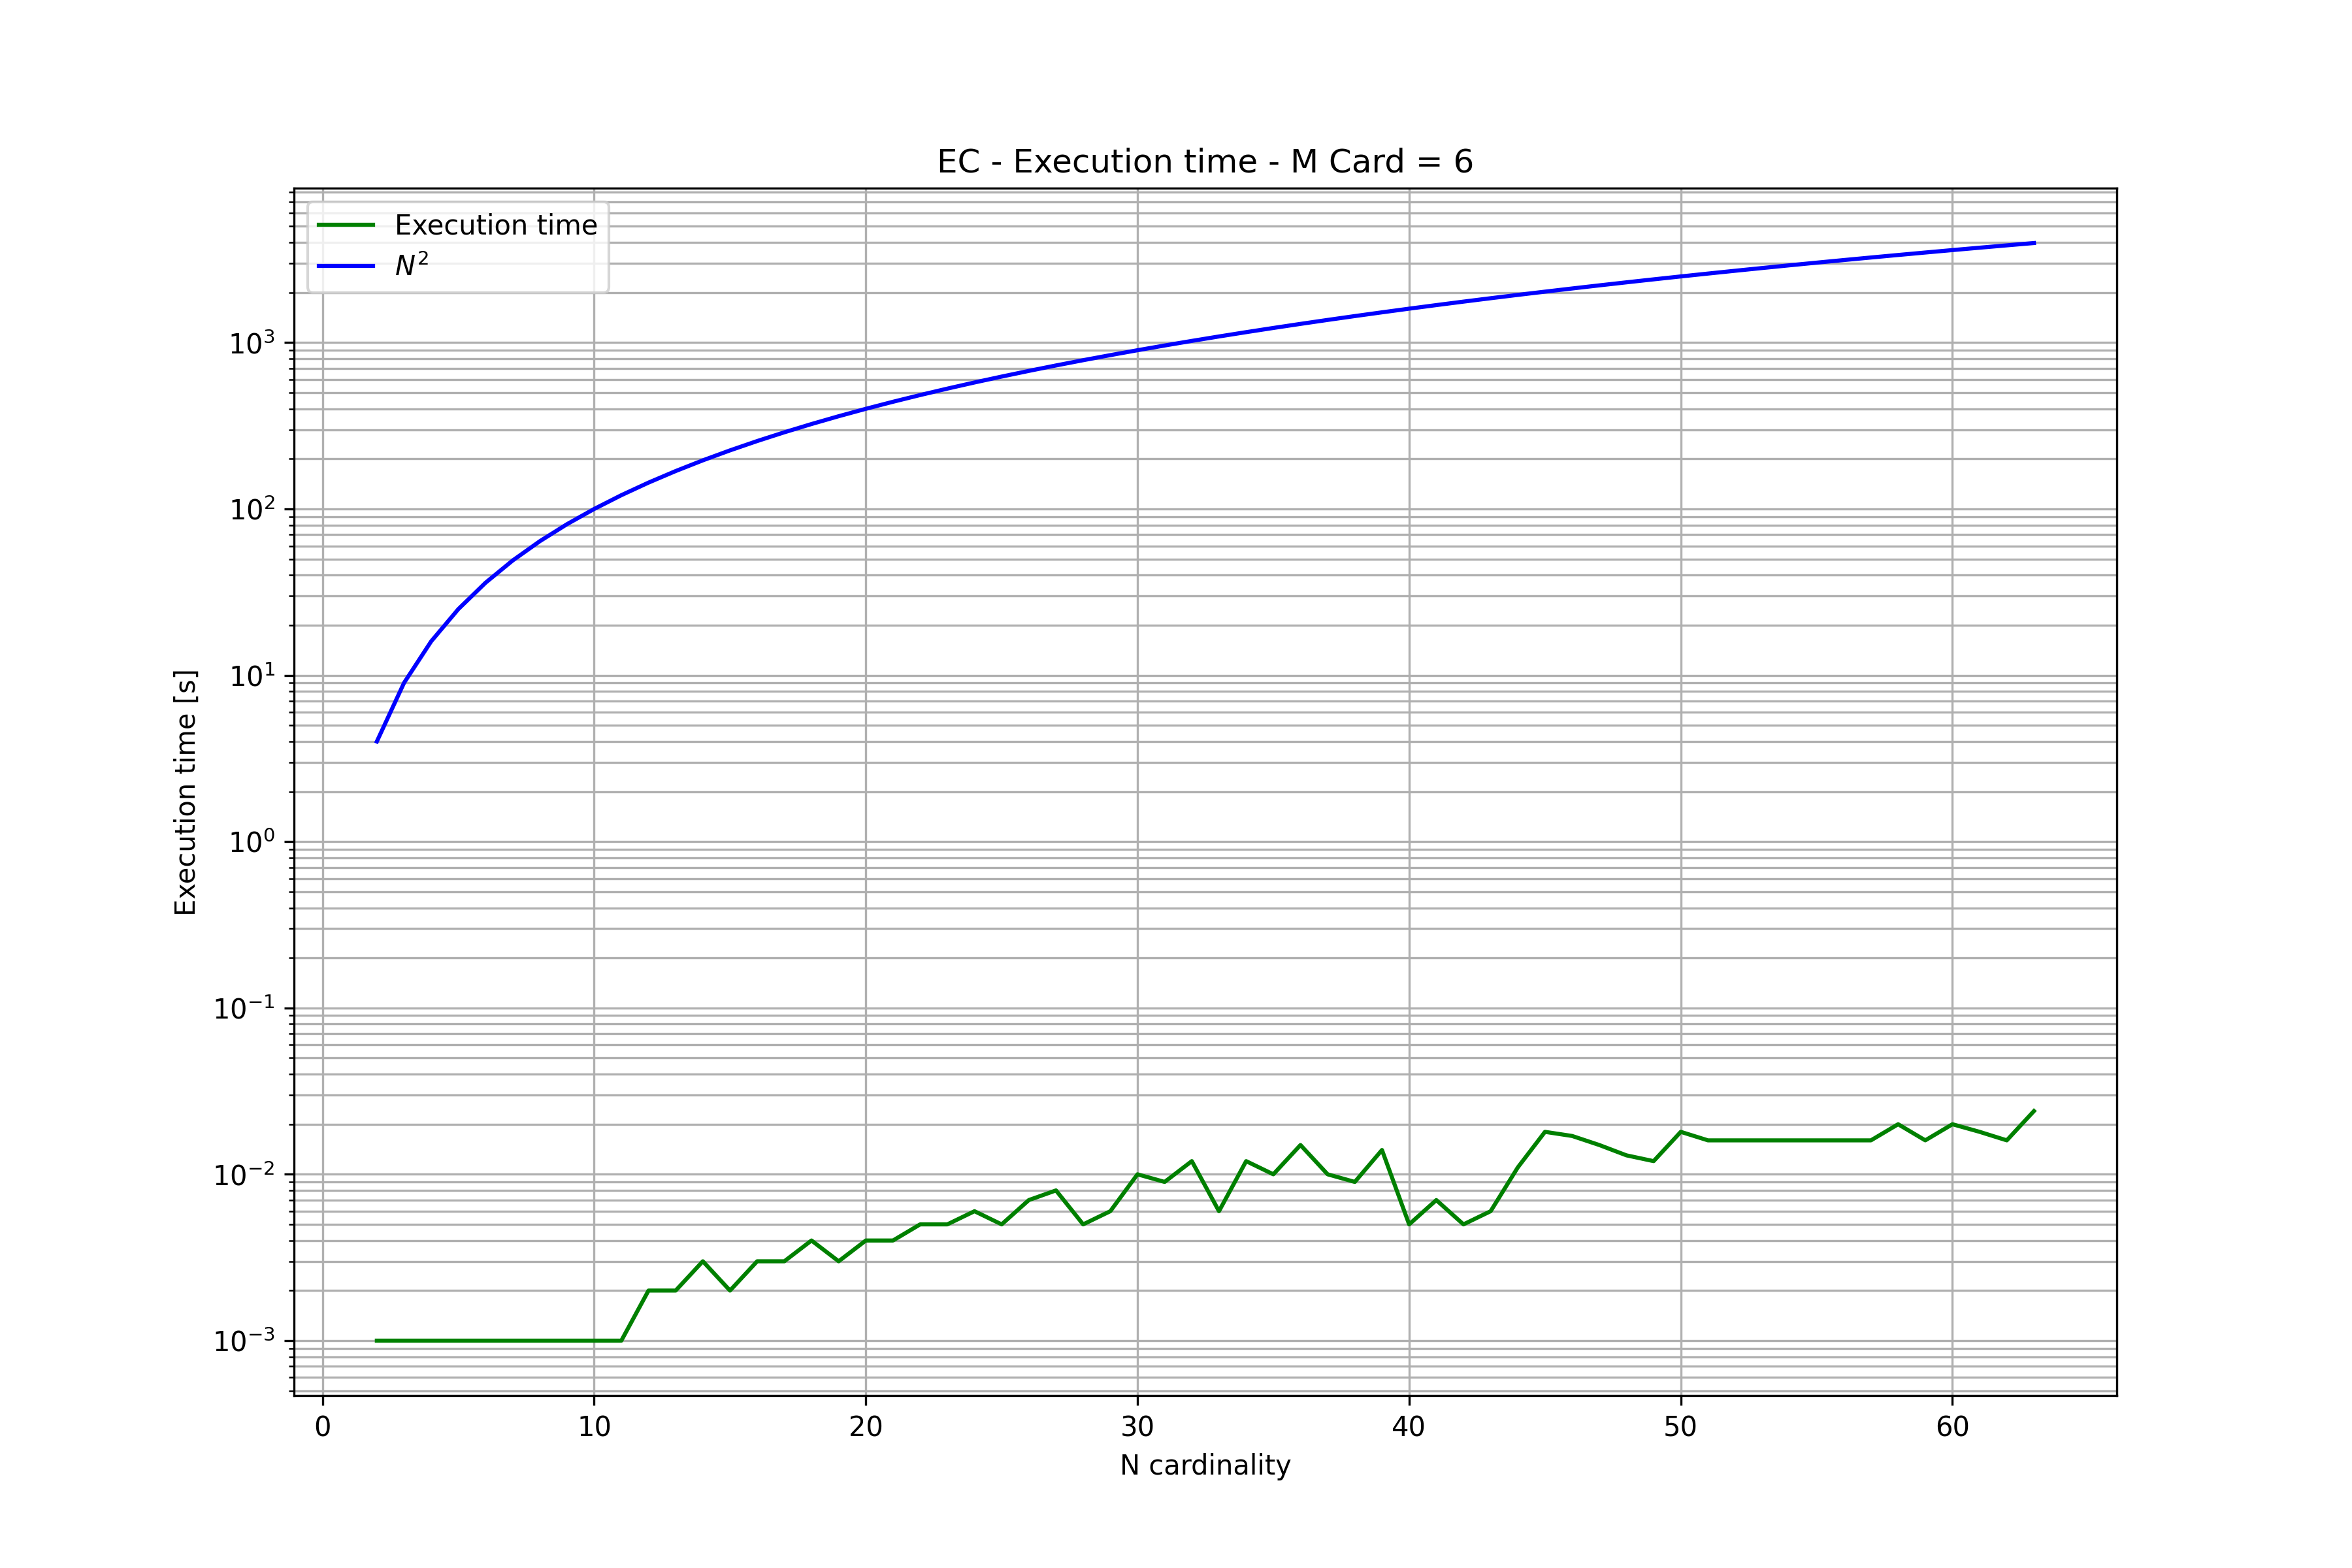 EC - Execution time - M Card = 6
Execution time
N²
10³
10²
10¹
10⁰
10⁻¹
10⁻²
10⁻³
Execution time [s]
0 10 20 30 40 50 60
N cardinality